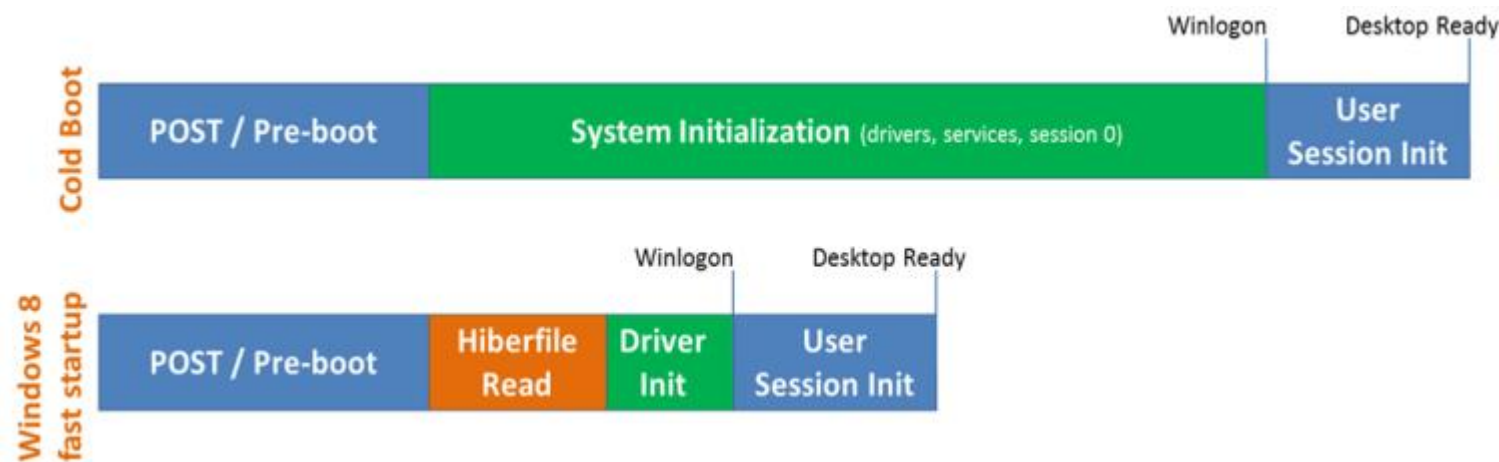 Winlogon
Desktop Ready
Cold Boot
POST / Pre-boot
System Initialization (drivers, services, session 0)
User
Session Init
Winlogon
Desktop Ready
Windows 8
fast startup
POST / Pre-boot
Hiberfile
Read
Driver
Init
User
Session Init